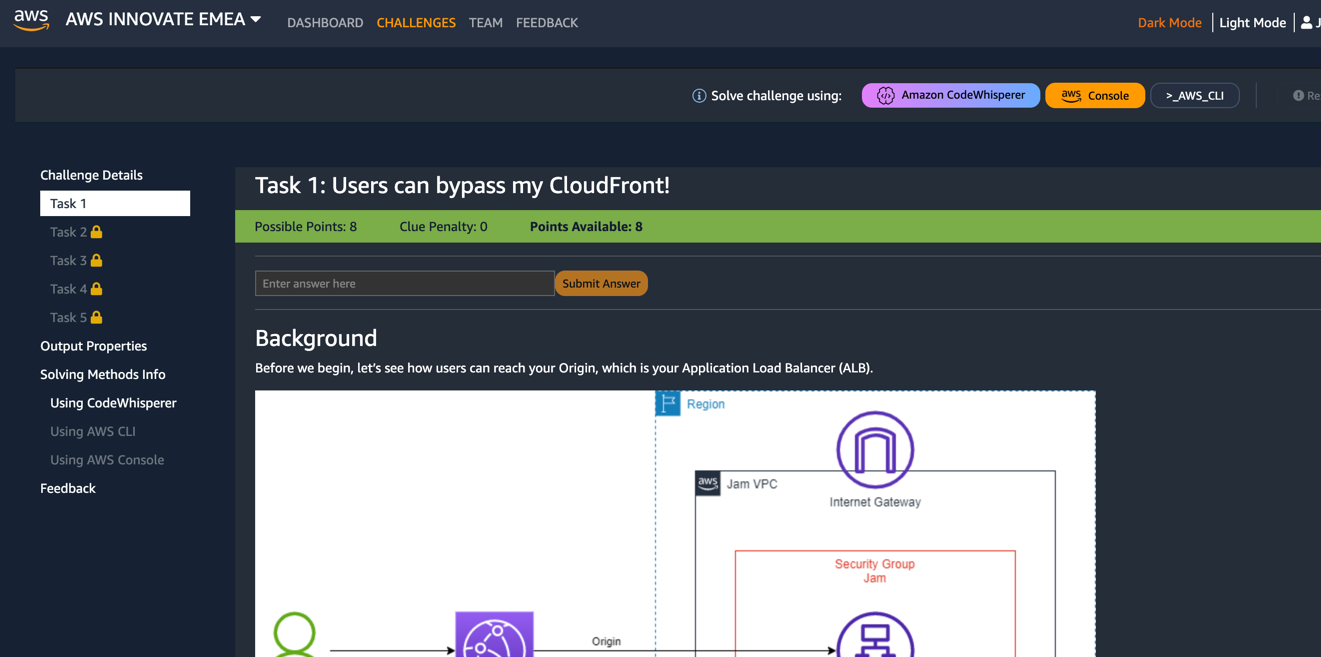 aws AWS INNOVATE EMEA DASHBOARD CHALLENGES TEAM FEEDBACK Dark Mode Light Mode
Solve challenge using: Amazon CodeWhisperer aws Console >_AWS_CLI
Challenge Details
Task 1
Task 2
Task 3
Task 4
Task 5
Output Properties
Solving Methods Info
Using CodeWhisperer
Using AWS CLI
Using AWS Console
Feedback
Task 1: Users can bypass my CloudFront!
Possible Points: 8 Clue Penalty: 0 Points Available: 8
Enter answer here Submit Answer
Background
Before we begin, let's see how users can reach your Origin, which is your Application Load Balancer (ALB).
Region
aws Jam VPC
Internet Gateway
Security Group
Jam
Origin